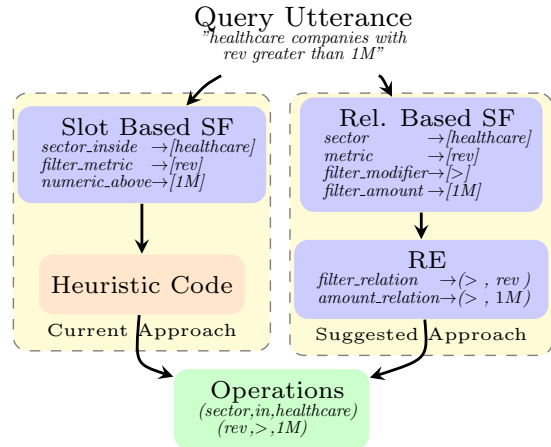 Query Utterance
"healthcare companies with
rev greater than 1M"
Slot Based SF
sector_inside →[healthcare]
filter_metric →[rev]
numeric_above→[1M]
Heuristic Code
Current Approach
Rel. Based SF
sector →[healthcare]
metric →[rev]
filter_modifier→[>]
filter_amount →[1M]
RE
filter_relation →(> , rev )
amount_relation→(> , 1M)
Suggested Approach
Operations
(sector,in,healthcare)
(rev,>,1M)